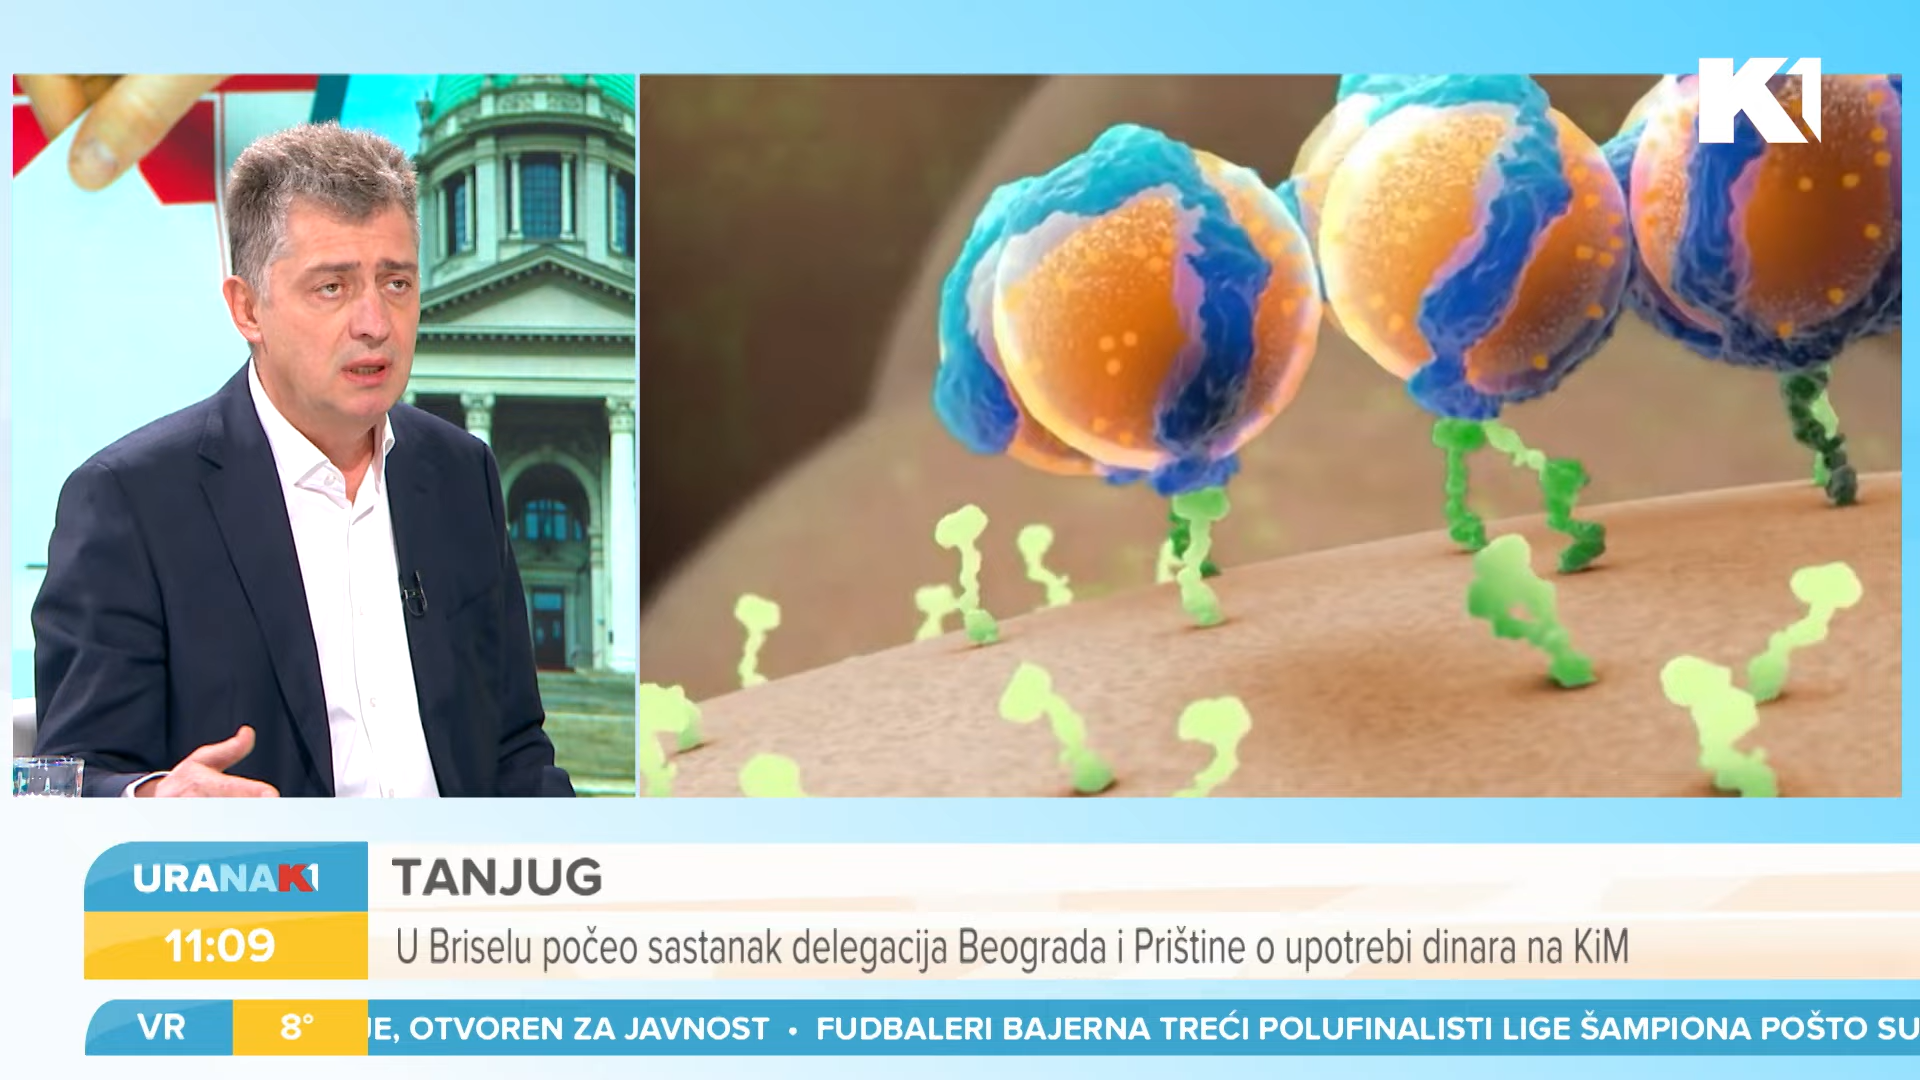 K1
URANAK1
TANJUG
11:09
U Briselu počeo sastanak delegacija Beograda i Prištine o upotrebi dinara na KiM
VR 8° JE, OTVOREN ZA JAVNOST • FUDBALERI BAJERNA TREĆI POLUFINALISTI LIGE ŠAMPIONA POŠTO SU